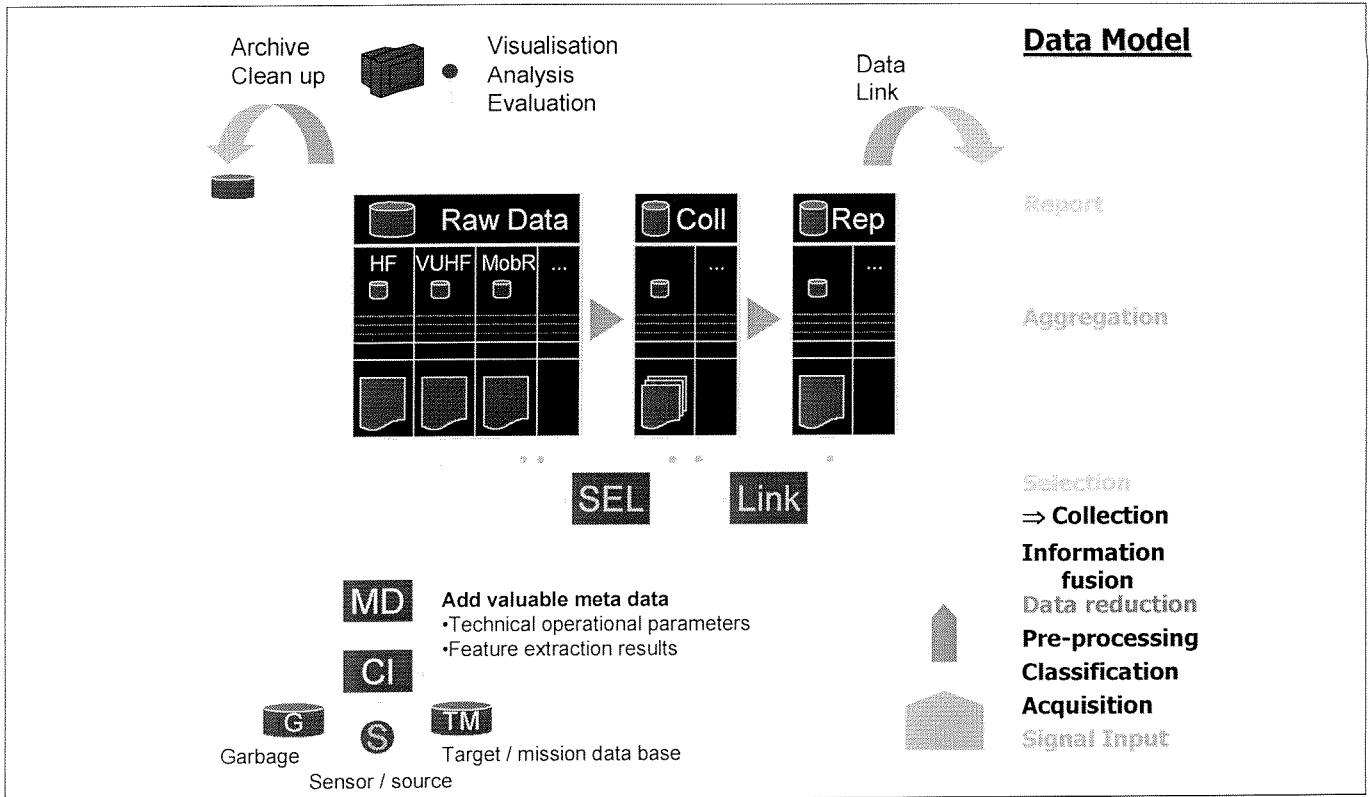 Data Model
Archive
Clean up
Visualisation
Analysis
Evaluation
Data
Link
Raw Data
HF VUHF MobR ...
Coll
...
Rep
...
SEL
Link
MD
Add valuable meta data
•Technical operational parameters
•Feature extraction results
CI
G
Garbage
S
Sensor / source
TM
Target / mission data base
Report
Aggregation
Selection
⇒ Collection
Information
fusion
Data reduction
Pre-processing
Classification
Acquisition
Signal Input